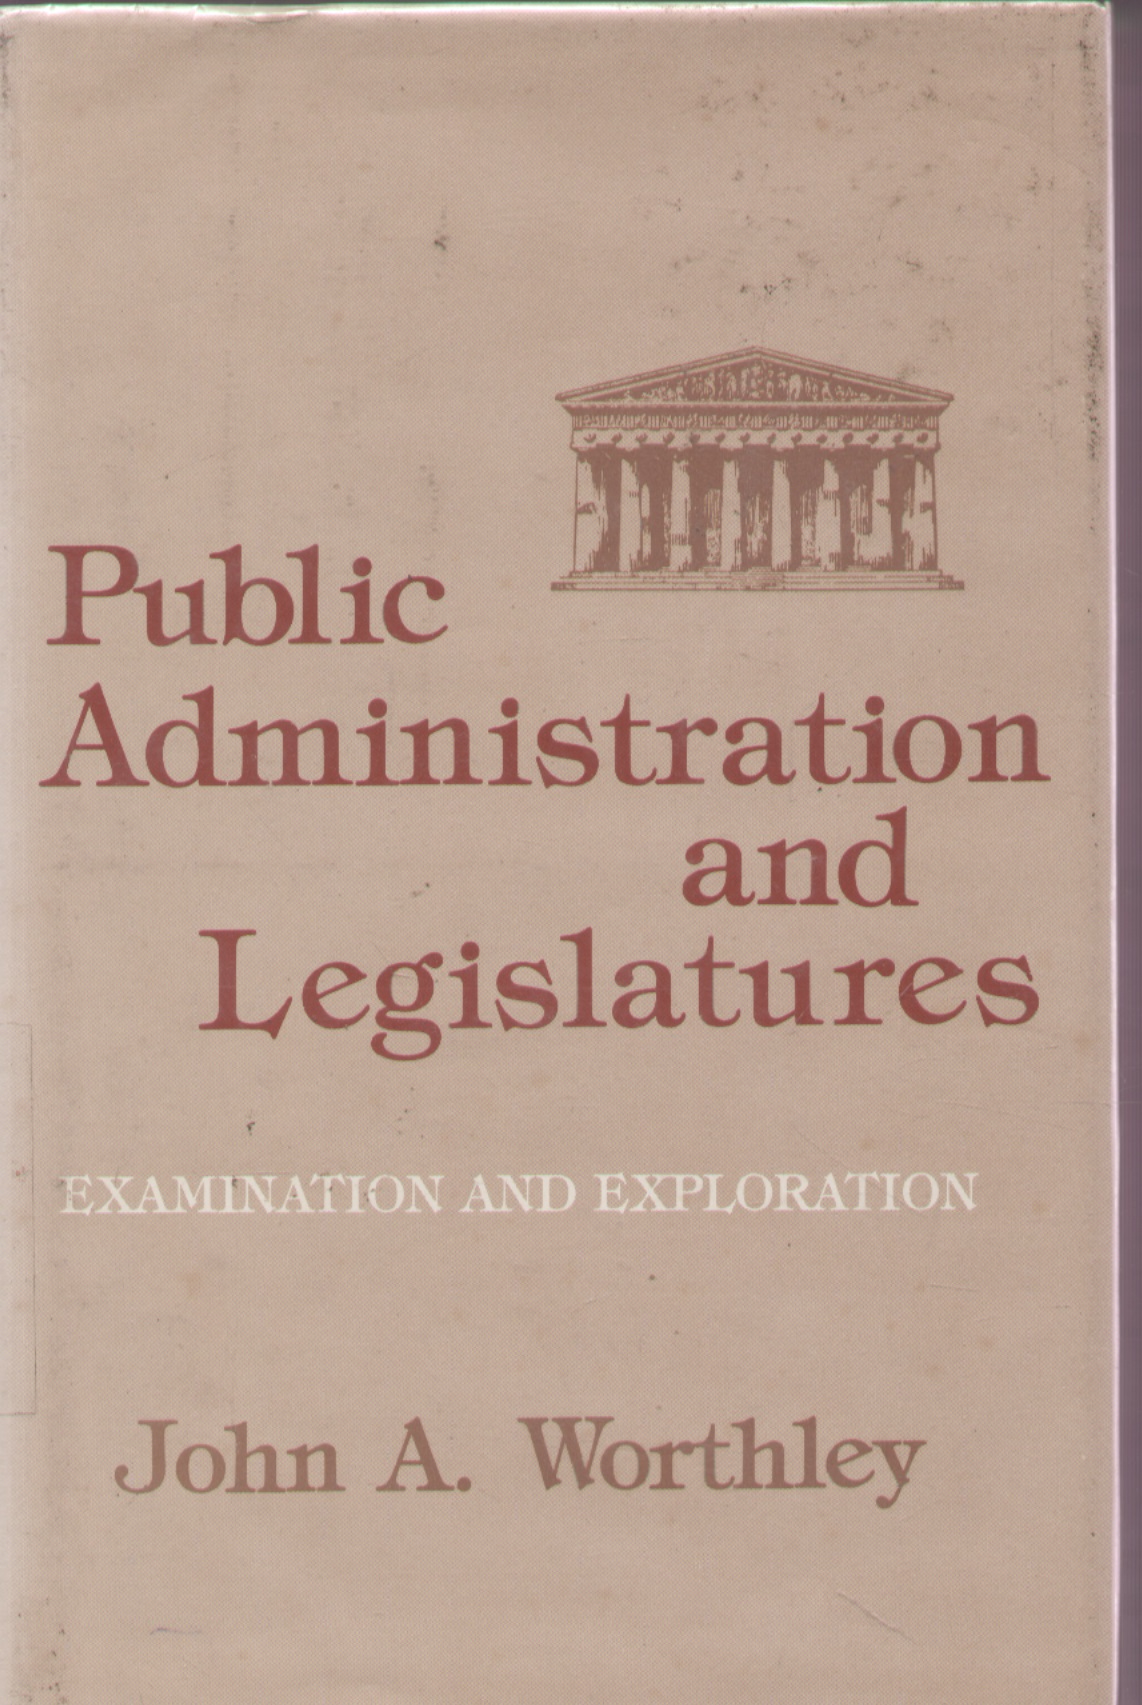 Public
Administration
and
Legislatures
EXAMINATION AND EXPLORATION
John A. Worthley